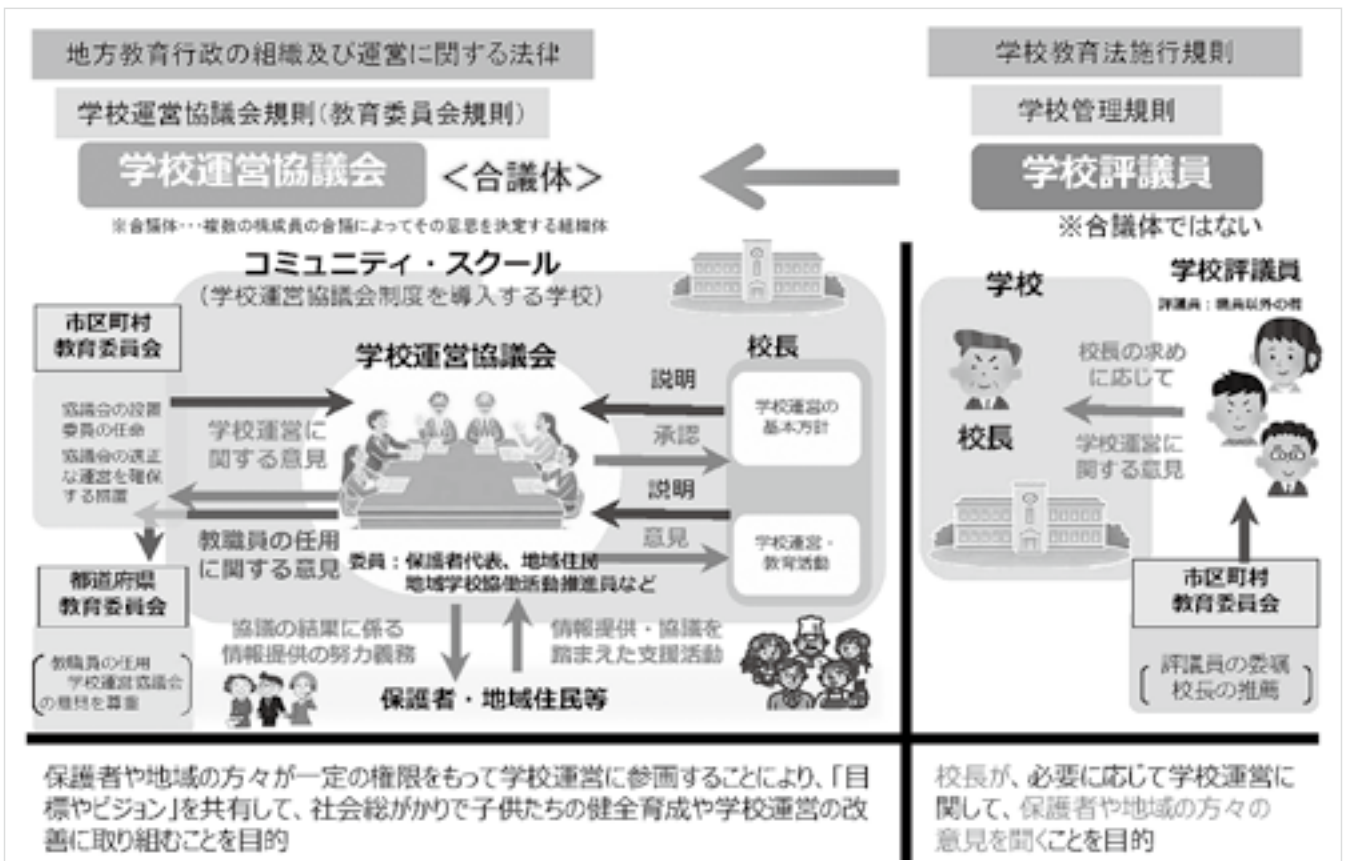 地方教育行政の組織及び運営に関する法律
学校運営協議会規則(教育委員会規則)
学校運営協議会
<合議体>
※合議体・・・複数の構成員の合議によってその意思を決定する組織体
コミュニティ・スクール
(学校運営協議会制度を導入する学校)
市区町村
教育委員会
協議会の設置
委員の任命
協議会の適正
な運営を確保
する措置
学校運営協議会
学校運営に
関する意見
教職員の任用
に関する意見
委員:保護者代表、地域住民
地域学校協働活動推進員など
校長
説明
承認
学校運営の
基本方針
説明
意見
学校運営・
教育活動
都道府県
教育委員会
教職員の任用
学校運営協議会
の意見を尊重
協議の結果に係る
情報提供の努力義務
情報提供・協議を
踏まえた支援活動
保護者・地域住民等
保護者や地域の方々が一定の権限をもって学校運営に参画することにより、「目
標やビジョン」を共有して、社会総がかりで子供たちの健全育成や学校運営の改
善に取り組むことを目的
学校教育法施行規則
学校管理規則
学校評議員
※合議体ではない
学校
学校評議員
評議員:職員以外の者
校長の求め
に応じて
校長
学校運営に
関する意見
市区町村
教育委員会
評議員の委嘱
校長の推薦
校長が、必要に応じて学校運営に
関して、保護者や地域の方々の
意見を聞くことを目的